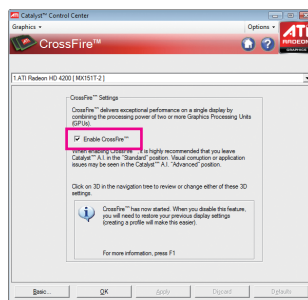 Catalyst™ Control Center
Graphics
Options
ATI
RADEON
GRAPHICS
CrossFire™
1.ATI Radeon HD 4200 [ MX151T-2 ]
CrossFire™ Settings
CrossFire™ delivers exceptional performance on a single display by
combining the processing power of two or more Graphics Processing Units
(GPUs).
Enable CrossFire™
When enabling CrossFire™, it is highly recommended that you leave
Catalyst™ A.I. in the "Standard" position. Visual corruption or application
issues may be seen in the Catalyst™ A.I. "Advanced" position.
Click on 3D in the navigation tree to review or change either of these 3D
settings.
CrossFire™ has now started. When you disable this feature,
you will need to restore your previous display settings
(creating a profile will make this easier).
For more information, press F1
Basic...
OK
Apply
Discard
Defaults